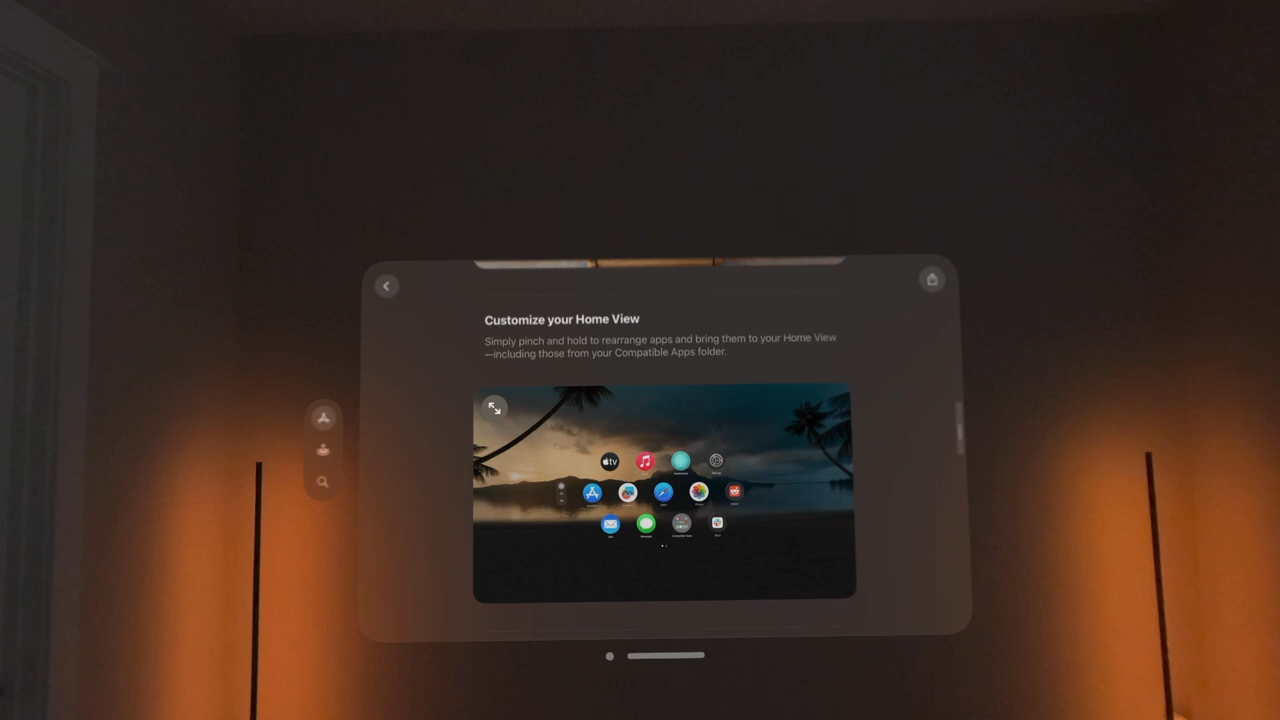 Customize your Home View
Simply pinch and hold to rearrange apps and bring them to your Home View
—including those from your Compatible Apps folder.
tv